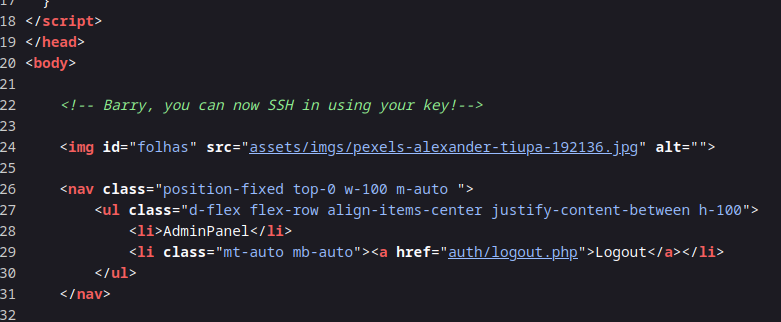 17   }
18 </script>
19 </head>
20 <body>
21
22     <!-- Barry, you can now SSH in using your key!-->
23
24     <img id="folhas" src="assets/imgs/pexels-alexander-tiupa-192136.jpg" alt="">
25
26     <nav class="position-fixed top-0 w-100 m-auto ">
27         <ul class="d-flex flex-row align-items-center justify-content-between h-100">
28             <li>AdminPanel</li>
29             <li class="mt-auto mb-auto"><a href="auth/logout.php">Logout</a></li>
30         </ul>
31     </nav>
32